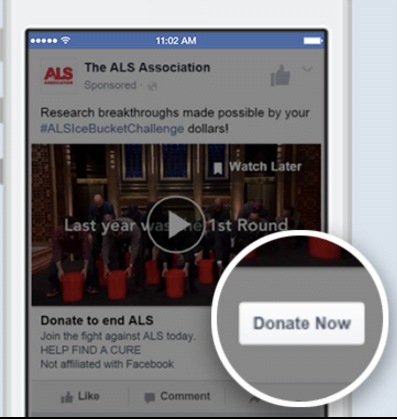 11:02 AM
ALS
ASSOCIATION
The ALS Association
Sponsored ·
Research breakthroughs made possible by your
#ALSIceBucketChallenge dollars!
Watch Later
Last year was the 1st Round
Donate to end ALS
Join the fight against ALS today.
HELP FIND A CURE
Not affiliated with Facebook
Donate Now
Like
Comment